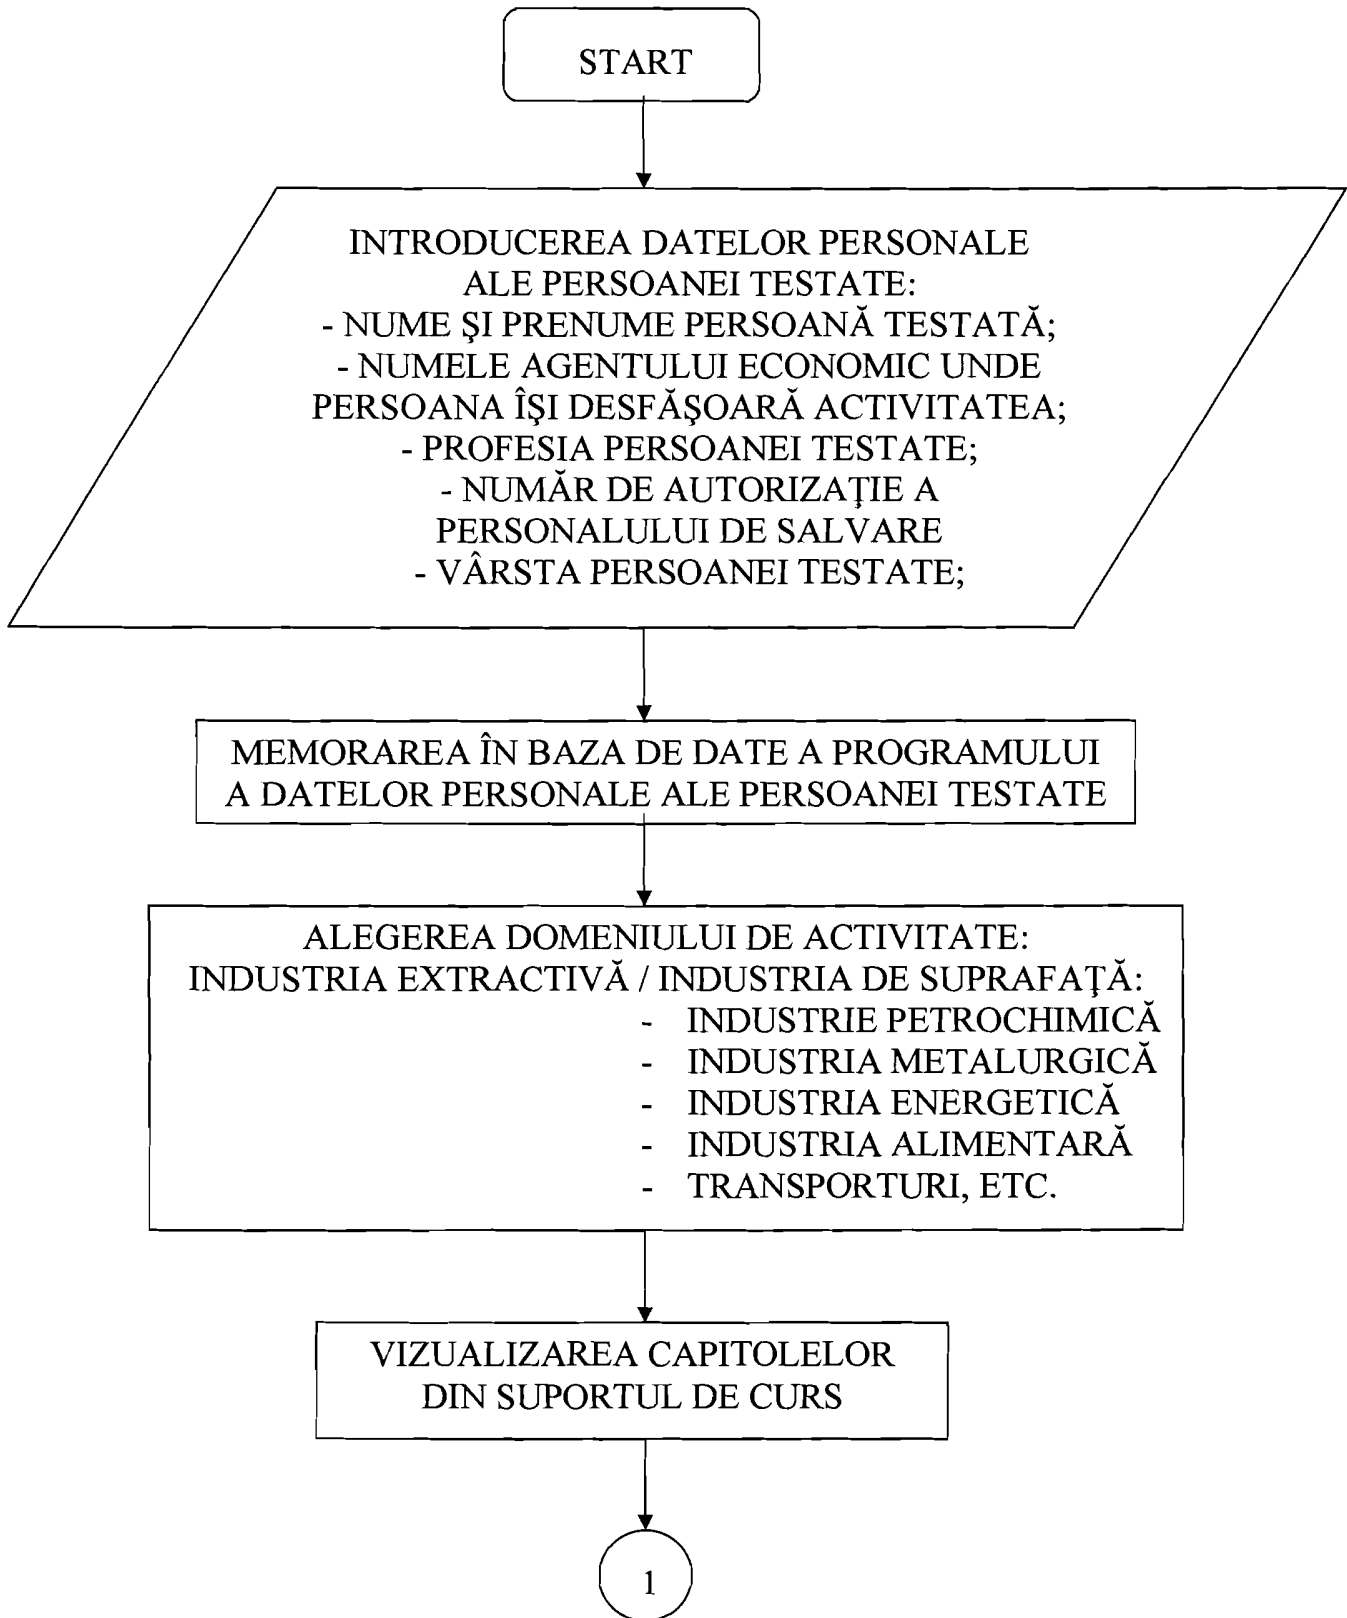 START
INTRODUCEREA DATELOR PERSONALE
ALE PERSOANEI TESTATE:
- NUME ŞI PRENUME PERSOANĂ TESTATĂ;
- NUMELE AGENTULUI ECONOMIC UNDE
PERSOANA ÎŞI DESFĂŞOARĂ ACTIVITATEA;
- PROFESIA PERSOANEI TESTATE;
- NUMĂR DE AUTORIZAŢIE A
PERSONALULUI DE SALVARE
- VÂRSTA PERSOANEI TESTATE;
MEMORAREA ÎN BAZA DE DATE A PROGRAMULUI
A DATELOR PERSONALE ALE PERSOANEI TESTATE
ALEGEREA DOMENIULUI DE ACTIVITATE:
INDUSTRIA EXTRACTIVĂ / INDUSTRIA DE SUPRAFAŢĂ:
- INDUSTRIE PETROCHIMICĂ
- INDUSTRIA METALURGICĂ
- INDUSTRIA ENERGETICĂ
- INDUSTRIA ALIMENTARĂ
- TRANSPORTURI, ETC.
VIZUALIZAREA CAPITOLELOR
DIN SUPORTUL DE CURS
1